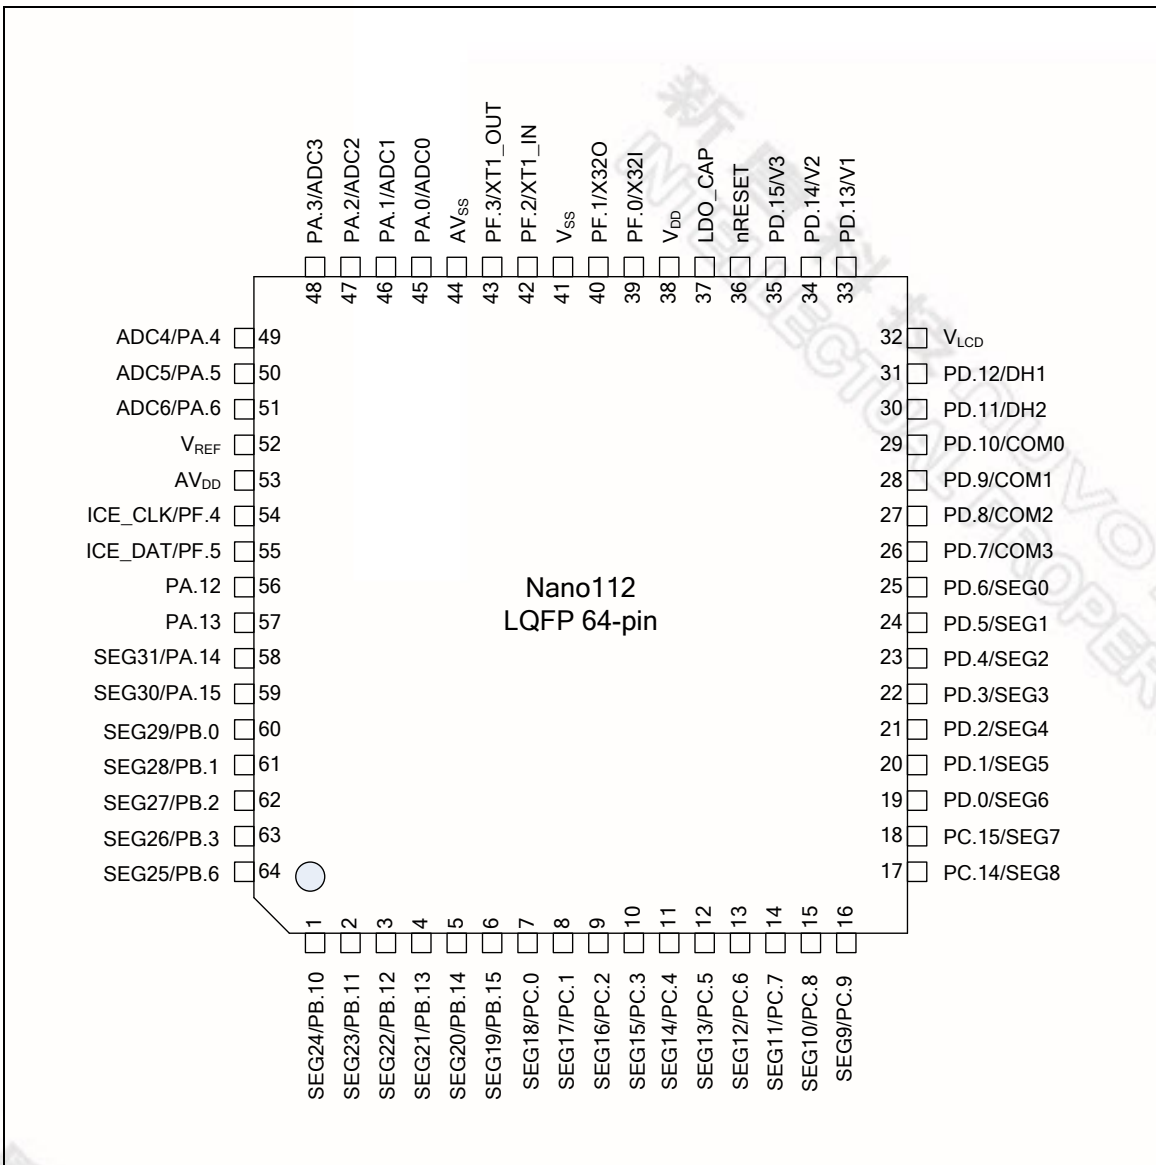 PA.3/ADC3
PA.2/ADC2
PA.1/ADC1
PA.0/ADC0
AVSS
PF.3/XT1_OUT
PF.2/XT1_IN
VSS
PF.1/X32O
PF.0/X32I
VDD
LDO_CAP
nRESET
PD.15/V3
PD.14/V2
PD.13/V1
48 47 46 45 44 43 42 41 40 39 38 37 36 35 34 33
ADC4/PA.4 49
ADC5/PA.5 50
ADC6/PA.6 51
VREF 52
AVDD 53
ICE_CLK/PF.4 54
ICE_DAT/PF.5 55
PA.12 56
PA.13 57
SEG31/PA.14 58
SEG30/PA.15 59
SEG29/PB.0 60
SEG28/PB.1 61
SEG27/PB.2 62
SEG26/PB.3 63
SEG25/PB.6 64
Nano112
LQFP 64-pin
32 VLCD
31 PD.12/DH1
30 PD.11/DH2
29 PD.10/COM0
28 PD.9/COM1
27 PD.8/COM2
26 PD.7/COM3
25 PD.6/SEG0
24 PD.5/SEG1
23 PD.4/SEG2
22 PD.3/SEG3
21 PD.2/SEG4
20 PD.1/SEG5
19 PD.0/SEG6
18 PC.15/SEG7
17 PC.14/SEG8
1 2 3 4 5 6 7 8 9 10 11 12 13 14 15 16
SEG24/PB.10
SEG23/PB.11
SEG22/PB.12
SEG21/PB.13
SEG20/PB.14
SEG19/PB.15
SEG18/PC.0
SEG17/PC.1
SEG16/PC.2
SEG15/PC.3
SEG14/PC.4
SEG13/PC.5
SEG12/PC.6
SEG11/PC.7
SEG10/PC.8
SEG9/PC.9
新 科 技 NUVO
INTELLECTUAL PROPER